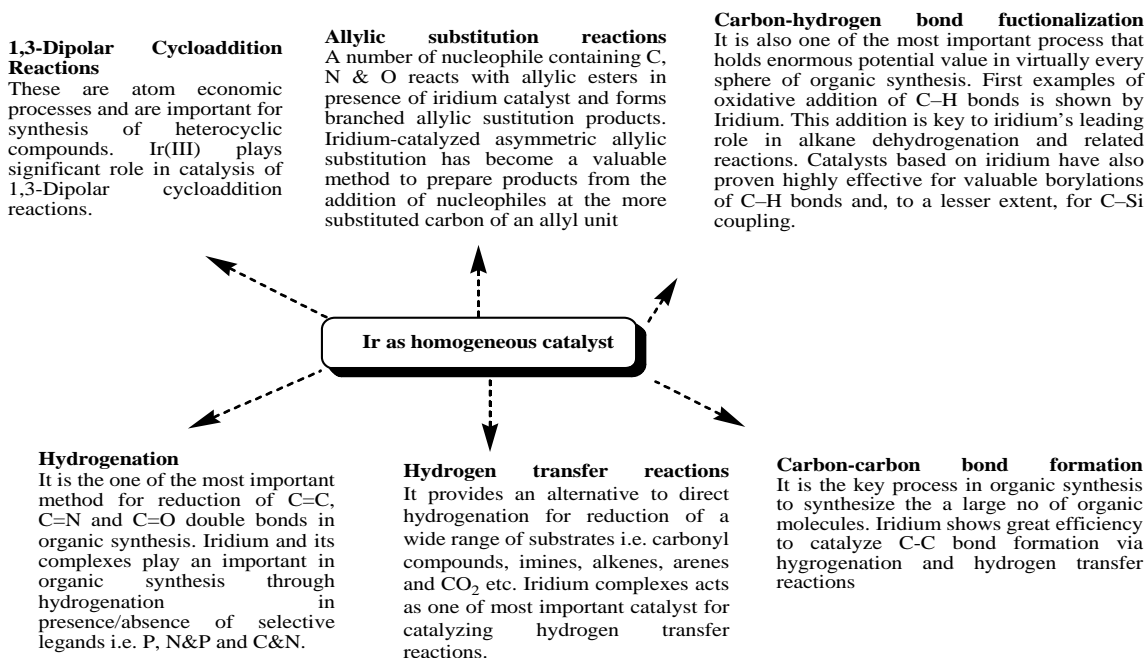 1,3-Dipolar Cycloaddition
Reactions
These are atom economic
processes and are important for
synthesis of heterocyclic
compounds. Ir(III) plays
significant role in catalysis of
1,3-Dipolar cycloaddition
reactions.
Allylic substitution reactions
A number of nucleophile containing C,
N & O reacts with allylic esters in
presence of iridium catalyst and forms
branched allylic sustitution products.
Iridium-catalyzed asymmetric allylic
substitution has become a valuable
method to prepare products from the
addition of nucleophiles at the more
substituted carbon of an allyl unit
Carbon-hydrogen bond fuctionalization
It is also one of the most important process that
holds enormous potential value in virtually every
sphere of organic synthesis. First examples of
oxidative addition of C–H bonds is shown by
Iridium. This addition is key to iridium's leading
role in alkane dehydrogenation and related
reactions. Catalysts based on iridium have also
proven highly effective for valuable borylations
of C–H bonds and, to a lesser extent, for C–Si
coupling.
Ir as homogeneous catalyst
Hydrogenation
It is the one of the most important
method for reduction of C=C,
C=N and C=O double bonds in
organic synthesis. Iridium and its
complexes play an important in
organic synthesis through
hydrogenation in
presence/absence of selective
legands i.e. P, N&P and C&N.
Hydrogen transfer reactions
It provides an alternative to direct
hydrogenation for reduction of a
wide range of substrates i.e. carbonyl
compounds, imines, alkenes, arenes
and CO₂ etc. Iridium complexes acts
as one of most important catalyst for
catalyzing hydrogen transfer
reactions.
Carbon-carbon bond formation
It is the key process in organic synthesis
to synthesize the a large no of organic
molecules. Iridium shows great efficiency
to catalyze C-C bond formation via
hygrogenation and hydrogen transfer
reactions